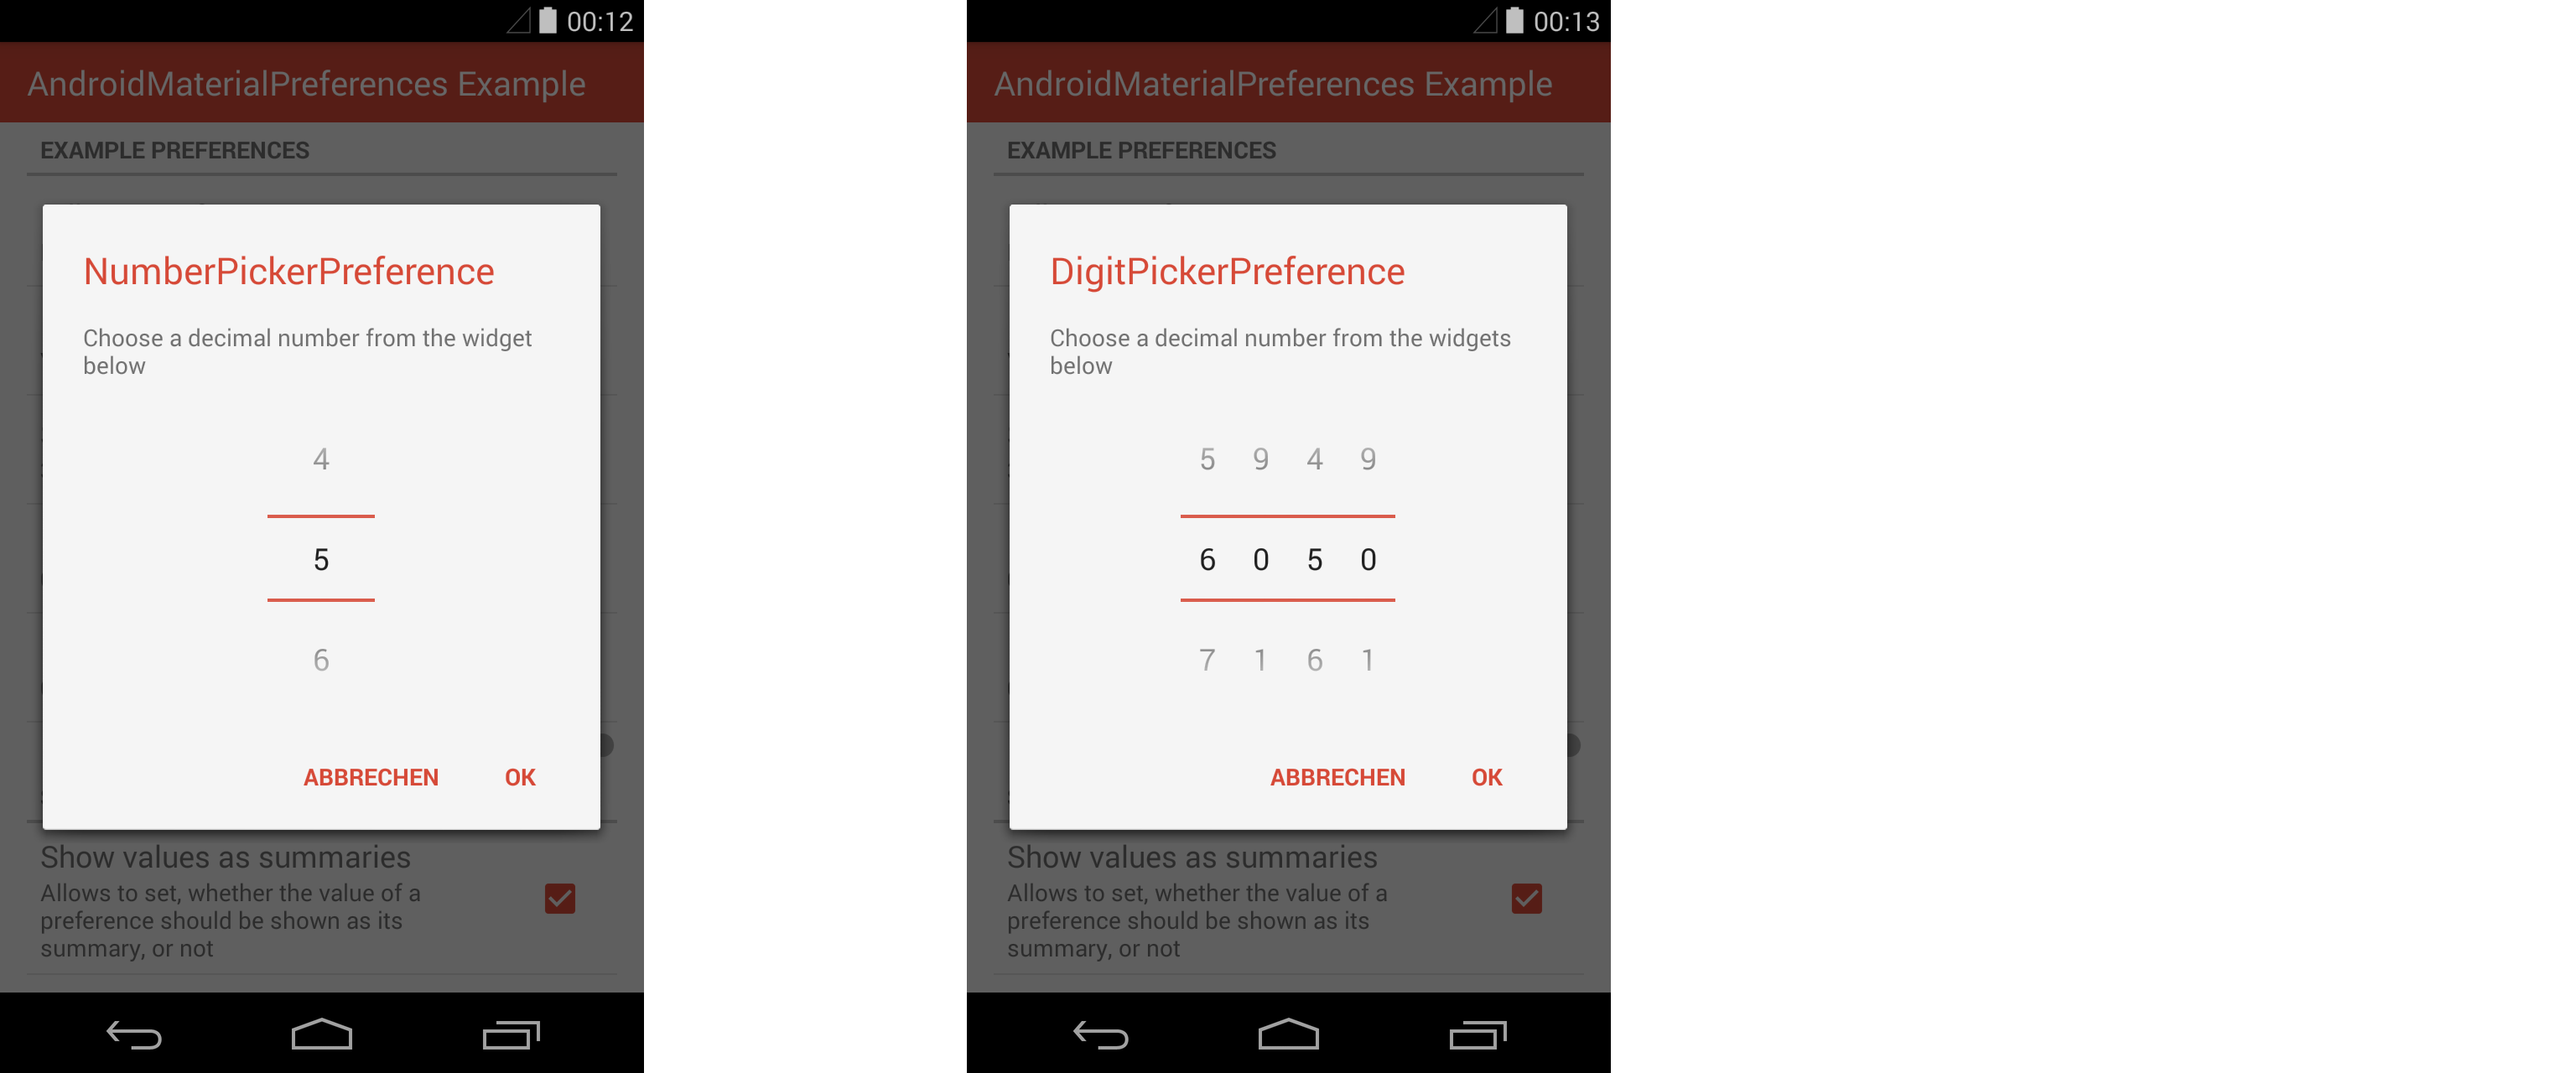 00:12
AndroidMaterialPreferences Example
EXAMPLE PREFERENCES
NumberPickerPreference
Choose a decimal number from the widget
below
4
5
6
ABBRECHEN OK
Show values as summaries
Allows to set, whether the value of a
preference should be shown as its
summary, or not
00:13
AndroidMaterialPreferences Example
EXAMPLE PREFERENCES
DigitPickerPreference
Choose a decimal number from the widgets
below
5 9 4 9
6 0 5 0
7 1 6 1
ABBRECHEN OK
Show values as summaries
Allows to set, whether the value of a
preference should be shown as its
summary, or not